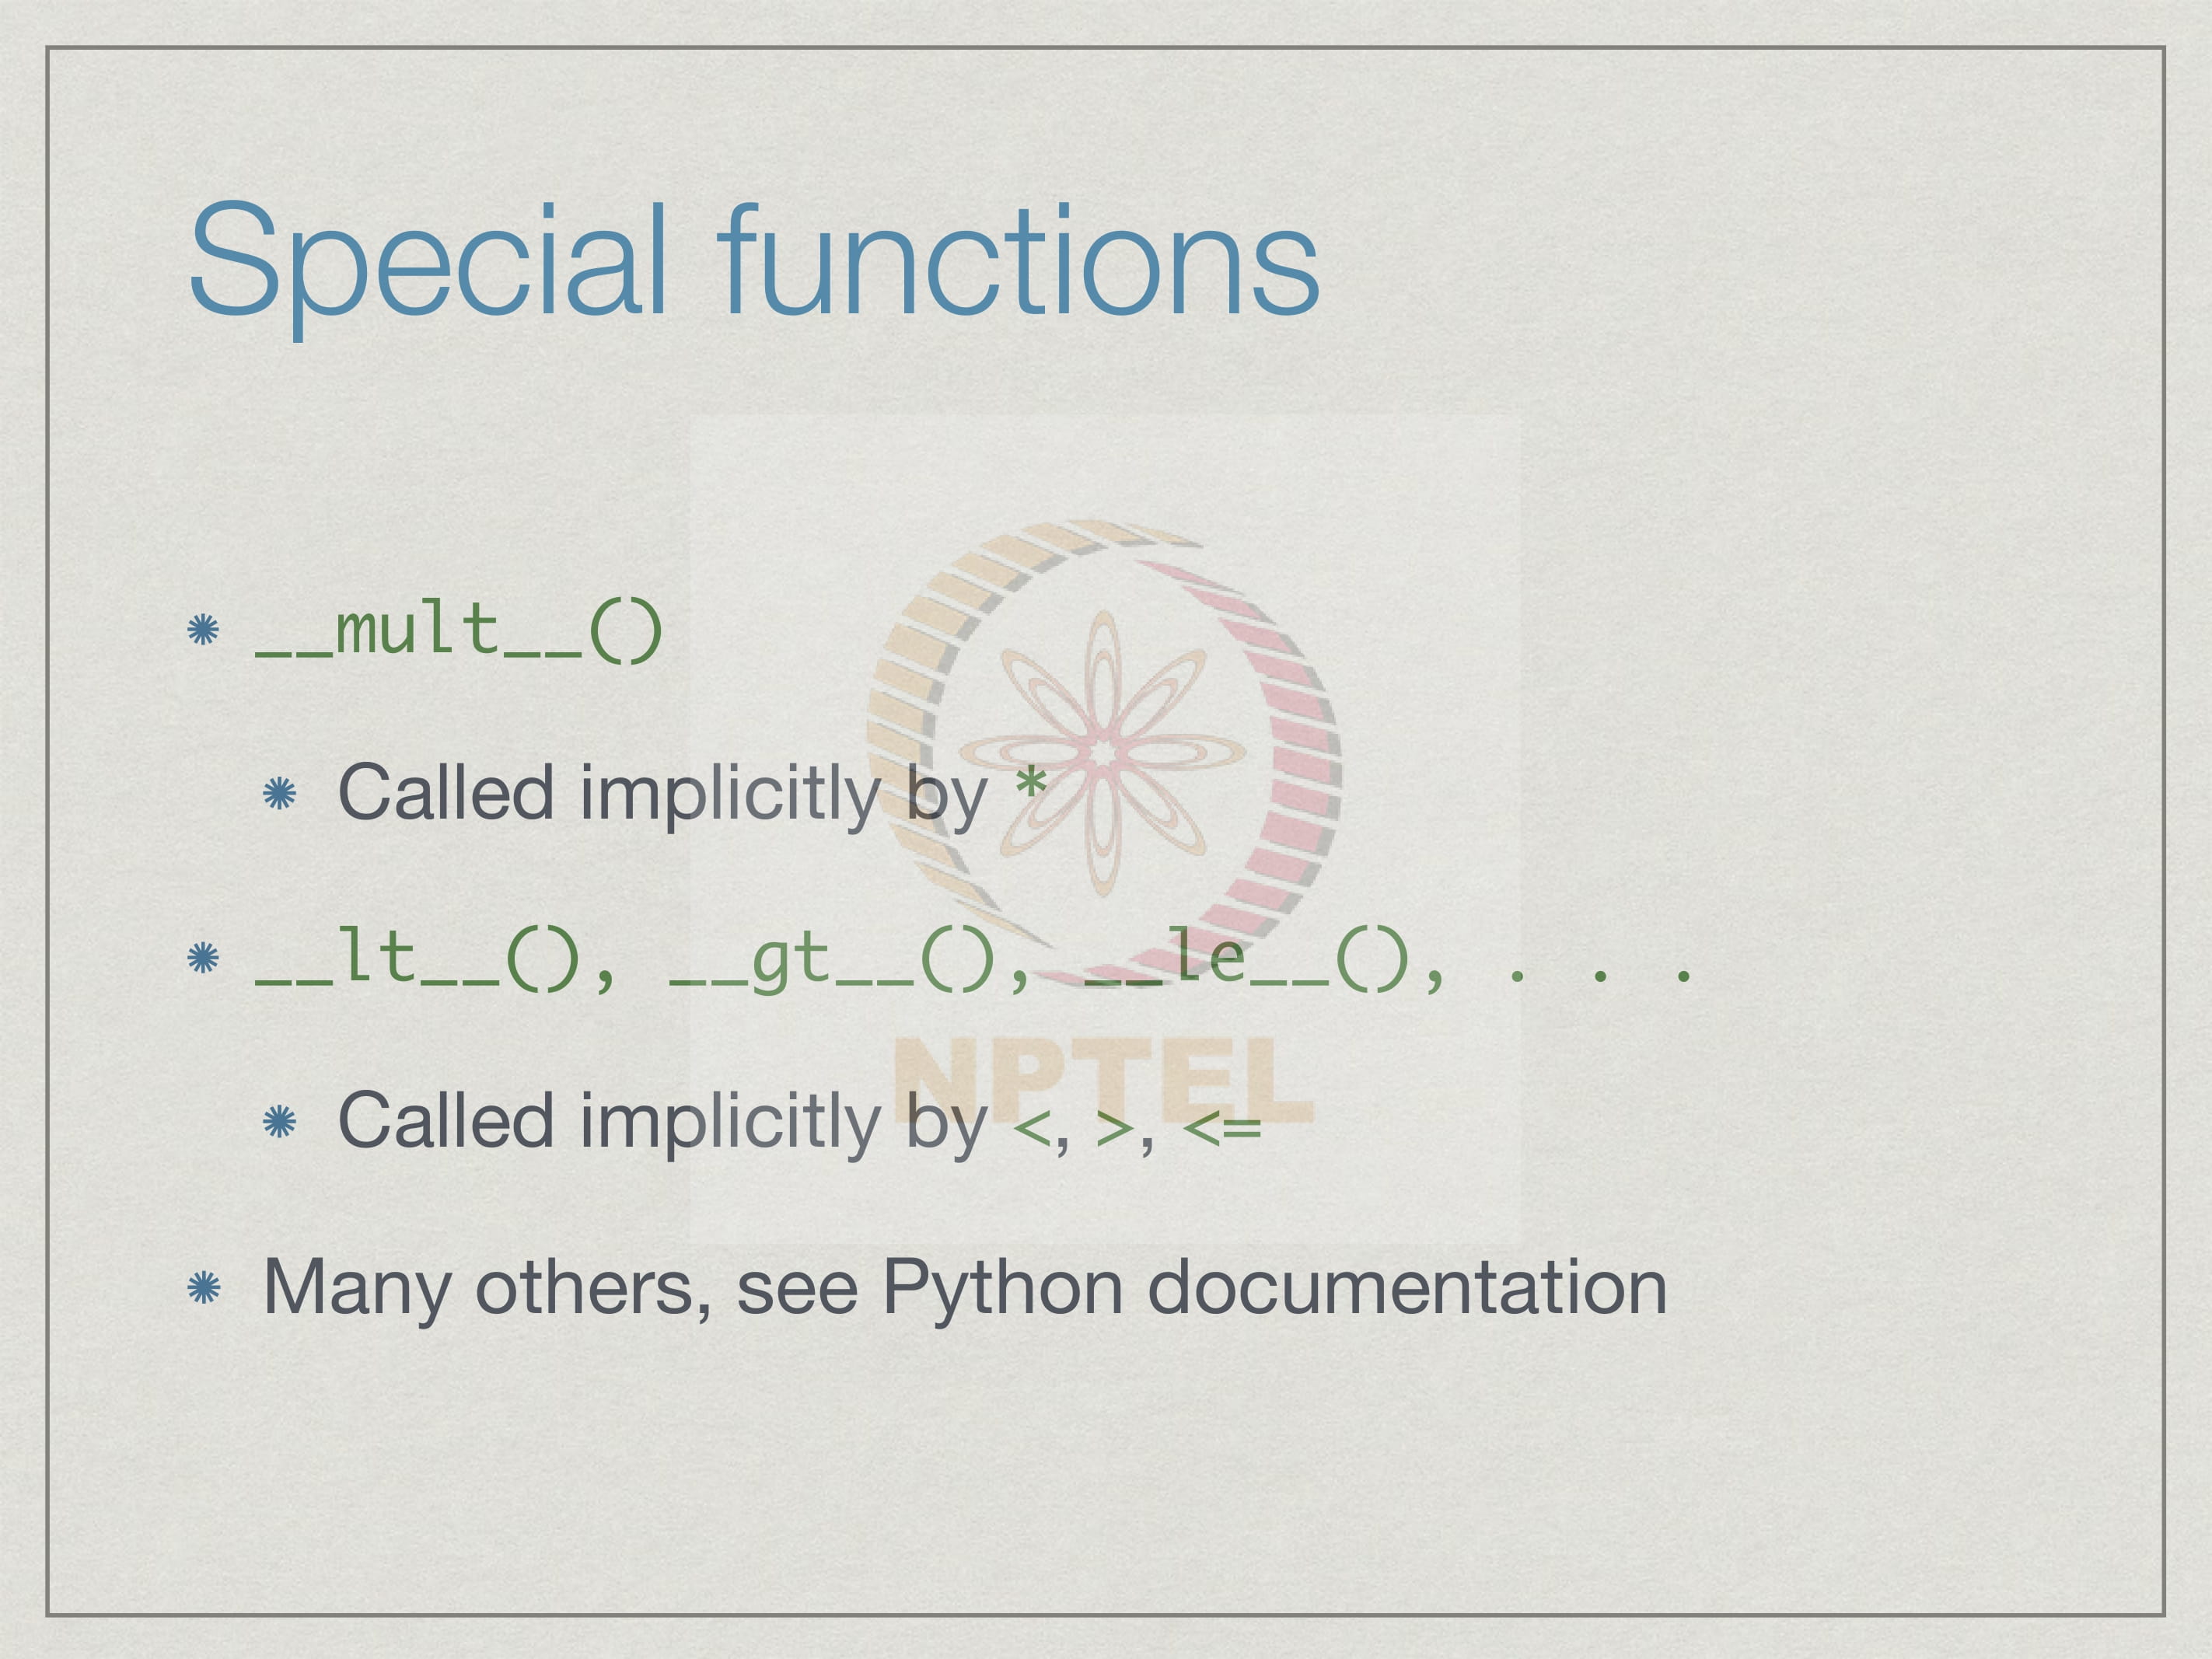 Special functions
__mult__()
Called implicitly by *
__lt__(), __gt__(), __le__(), . . .
NPTEL
Called implicitly by <, >, <=
Many others, see Python documentation